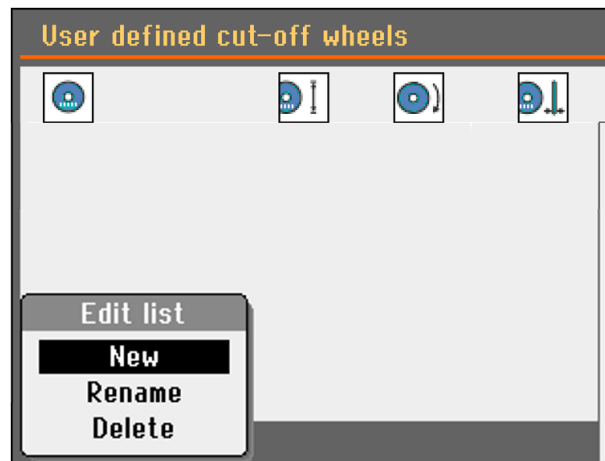 User defined cut-off wheels
Edit list
New
Rename
Delete